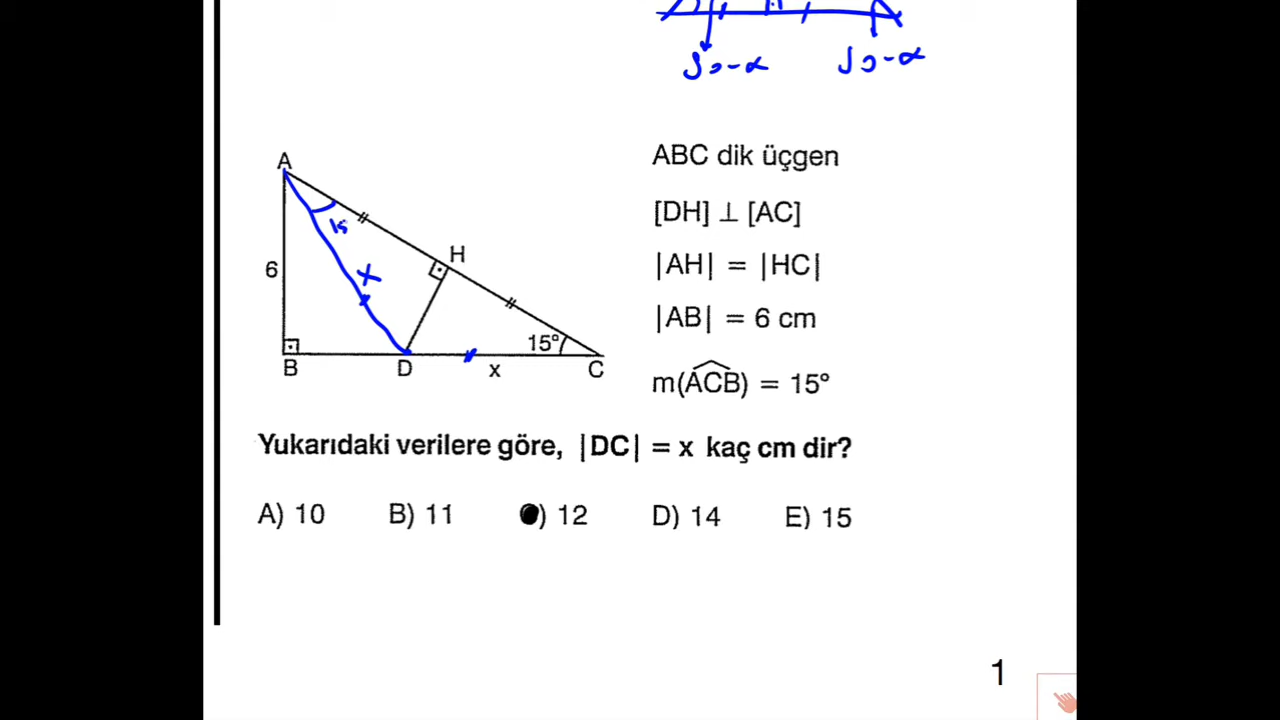 90-α 90-α
ABC dik üçgen
A
[DH] ⊥ [AC]
15
|AH| = |HC|
H
6
x
|AB| = 6 cm
15°
B D x C
m(ACB) = 15°
Yukarıdaki verilere göre, |DC| = x kaç cm dir?
A) 10 B) 11 ) 12 D) 14 E) 15
1